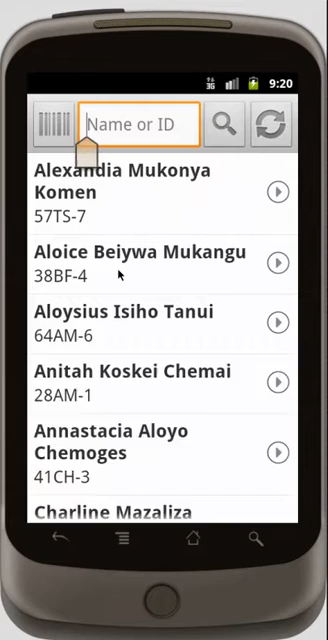 3G
9:20
Name or ID
Alexandia Mukonya
Komen
57TS-7
Aloice Beiywa Mukangu
38BF-4
Aloysius Isiho Tanui
64AM-6
Anitah Koskei Chemai
28AM-1
Annastacia Aloyo
Chemoges
41CH-3
Charline Mazaliza